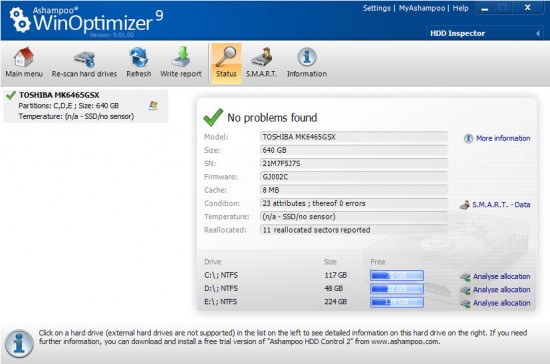 Ashampoo®
WinOptimizer 9
Version: 9.01.00
Settings | MyAshampoo | Help
HDD Inspector
Main menu
Re-scan hard drives
Refresh
Write report
Status
S.M.A.R.T.
Information
TOSHIBA MK6465GSX
Partitions: C,D,E ; Size: 640 GB
Temperature: (n/a - SSD/no sensor)
No problems found
Model: TOSHIBA MK6465GSX
More information
Size: 640 GB
SN: 21M7F5J7S
Firmware: GJ002C
Cache: 8 MB
Condition: 23 attributes ; thereof 0 errors
S.M.A.R.T. - Data
Temperature: (n/a - SSD/no sensor)
Reallocated: 11 reallocated sectors reported
Drive Size Free
C:\; NTFS 117 GB Analyse allocation
D:\; NTFS 48 GB Analyse allocation
E:\; NTFS 224 GB Analyse allocation
Click on a hard drive (external hard drives are not supported) in the list on the left to see detailed information on this hard drive on the right. If you need
further information, you can download and install a free trial version of "Ashampoo HDD Control 2" from www.ashampoo.com.